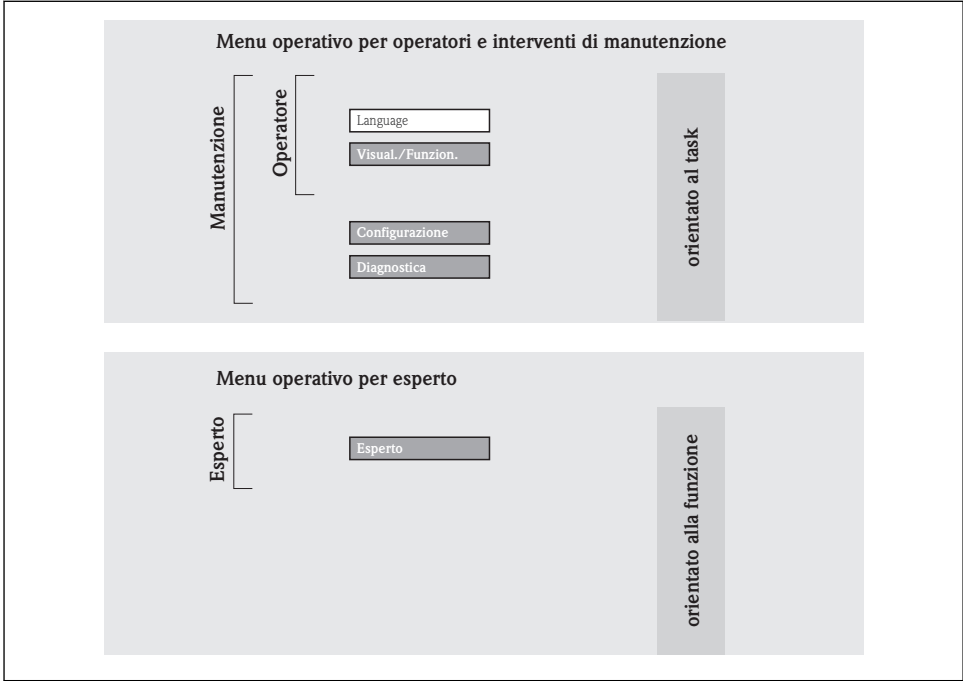 Menu operativo per operatori e interventi di manutenzione
Manutenzione
Operatore
Language
Visual./Funzion.
Configurazione
Diagnostica
orientato al task
Menu operativo per esperto
Esperto
Esperto
orientato alla funzione